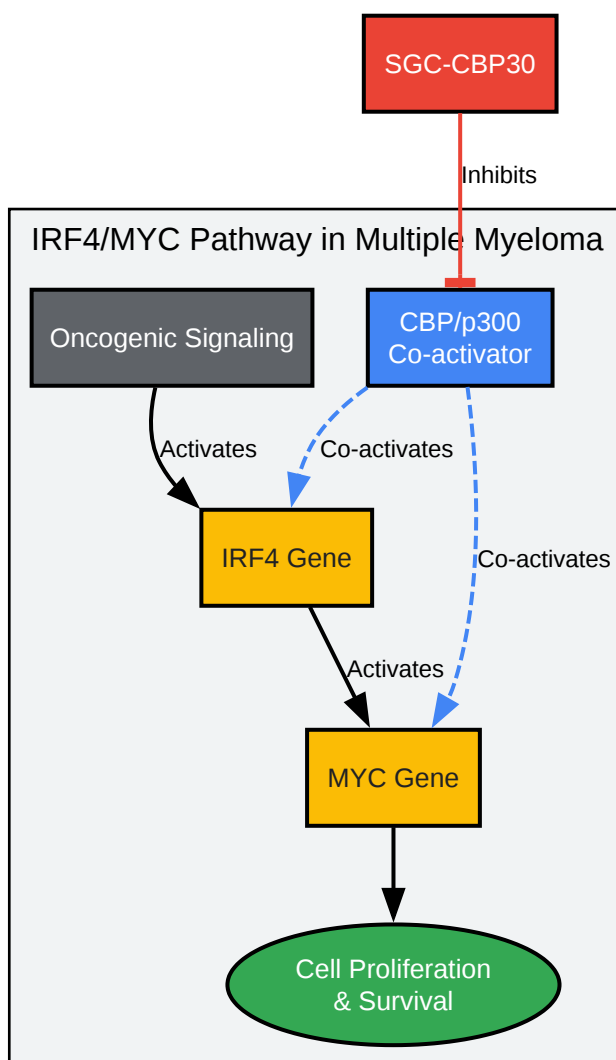 SGC-CBP30
Inhibits
IRF4/MYC Pathway in Multiple Myeloma
Oncogenic Signaling
CBP/p300
Co-activator
Activates
Co-activates
IRF4 Gene
Co-activates
Activates
MYC Gene
Cell Proliferation
& Survival